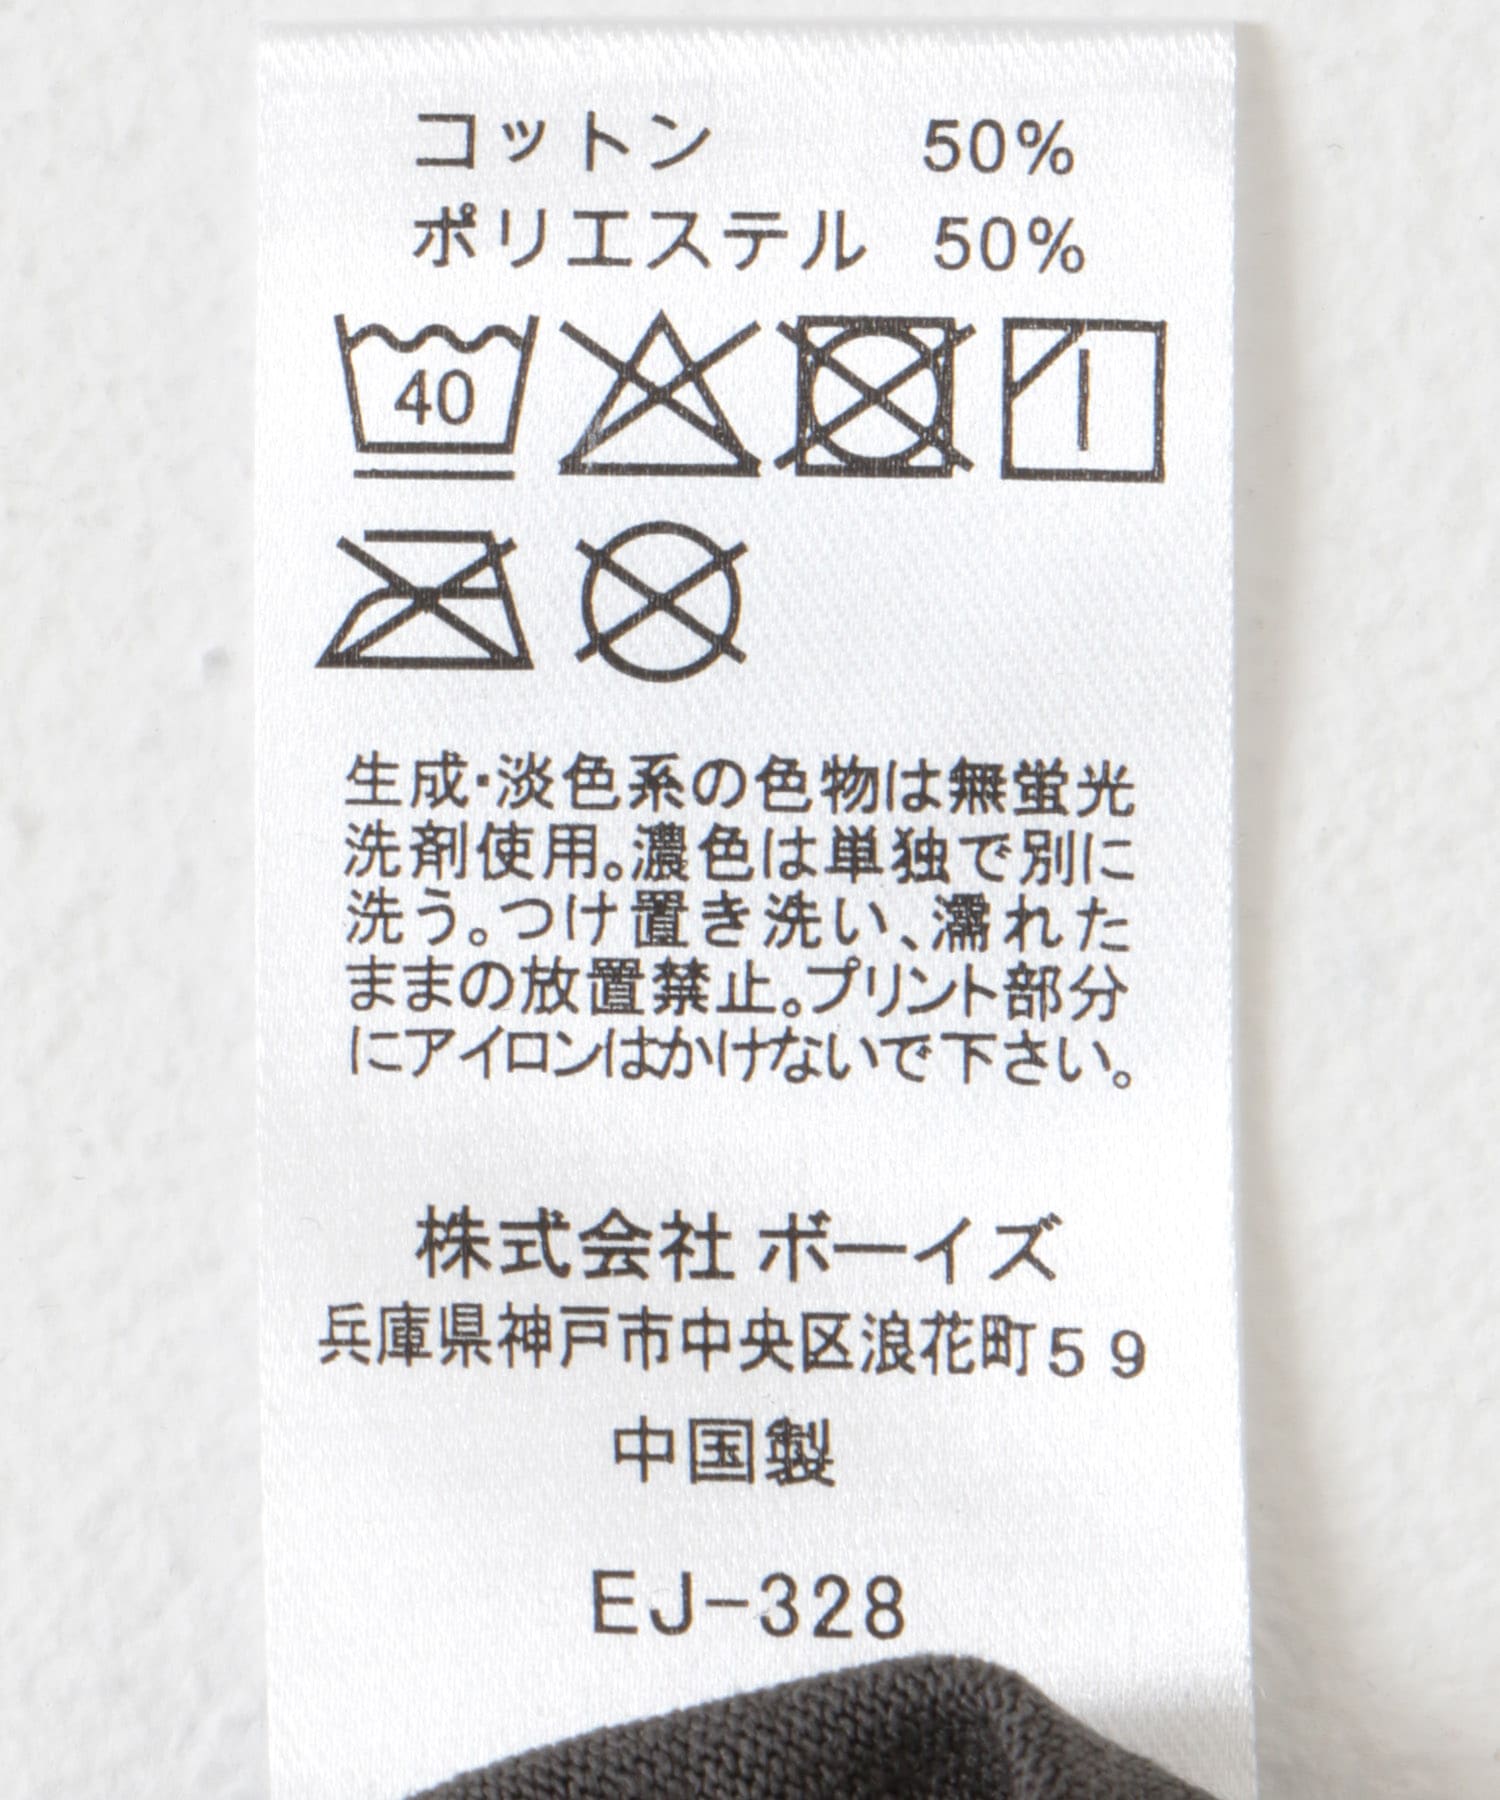 コットン 50%
ポリエステル 50%
40
生成・淡色系の色物は無蛍光
洗剤使用。濃色は単独で別に
洗う。つけ置き洗い、濡れた
ままの放置禁止。プリント部分
にアイロンはかけないで下さい。
株式会社 ボーイズ
兵庫県神戸市中央区浪花町59
中国製
EJ-328